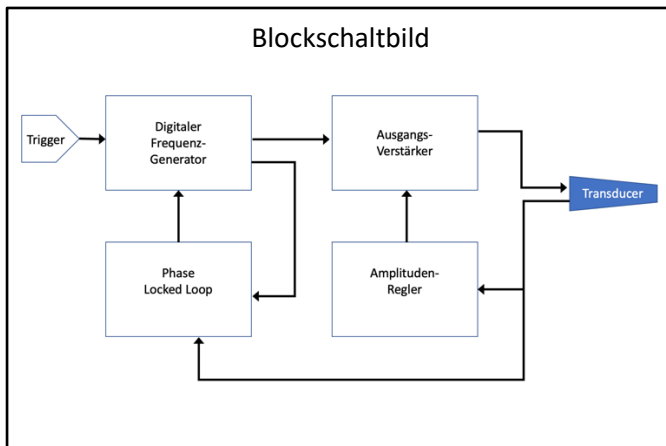 Blockschaltbild
Trigger
Digitaler
Frequenz-
Generator
Ausgangs-
Verstärker
Transducer
Phase
Locked Loop
Amplituden-
Regler